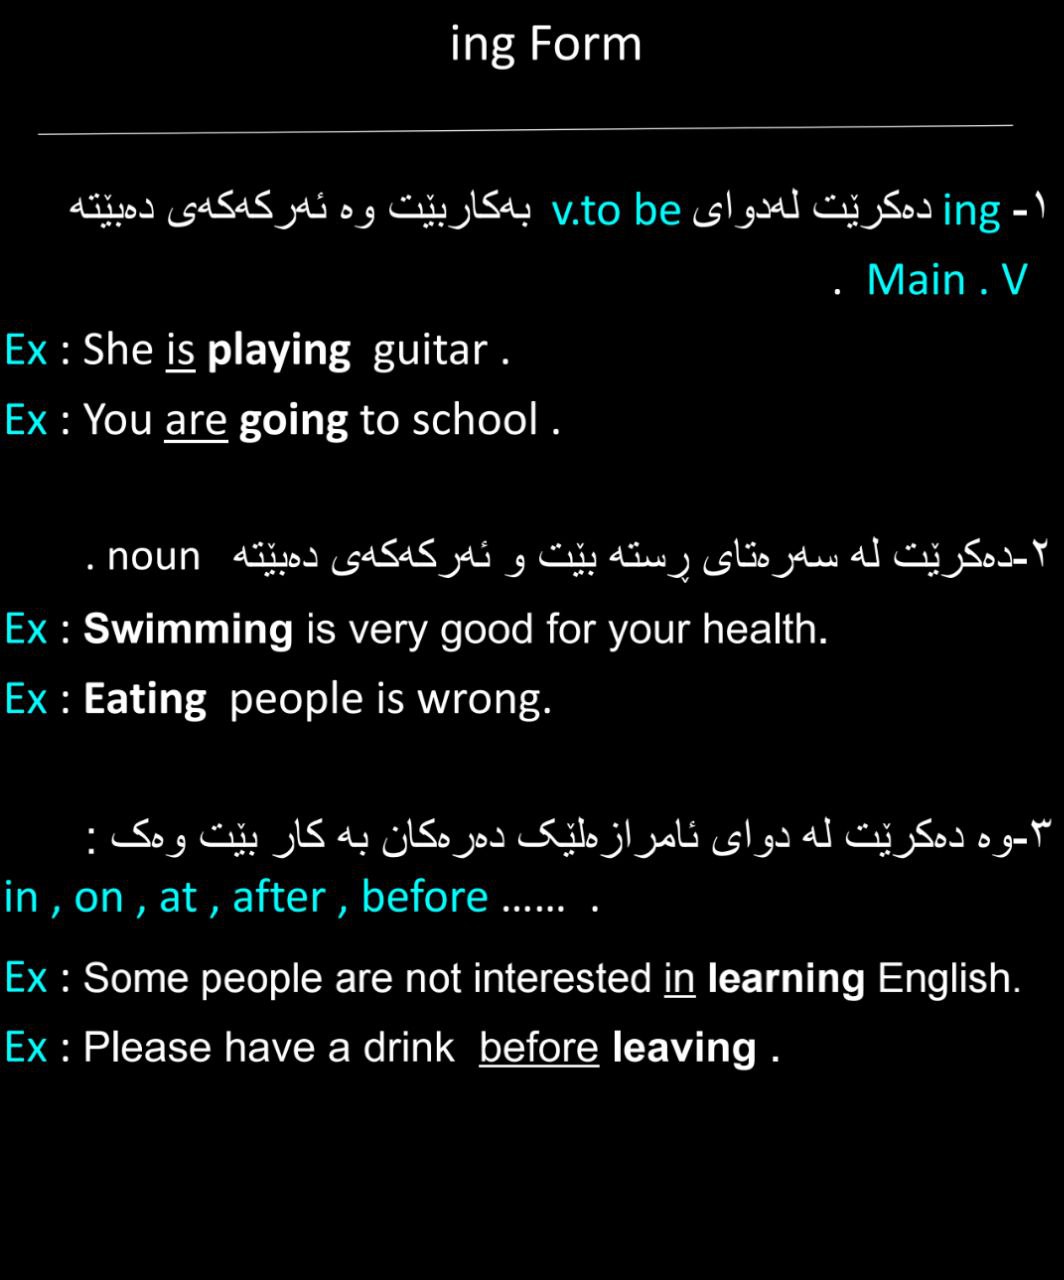 ing Form
١- ing دەکرێت لەدوای v.to be بەکاربێت وە ئەرکەکەی دەبێتە
Main . V .
Ex : She is playing guitar .
Ex : You are going to school .
٢-دەکرێت لە سەرەتای ڕستە بێت و ئەرکەکەی دەبێتە noun .
Ex : Swimming is very good for your health.
Ex : Eating people is wrong.
٣-وە دەکرێت لە دوای ئامرازەلێک دەرەکان بە کار بێت وەک :
in , on , at , after , before ...... .
Ex : Some people are not interested in learning English.
Ex : Please have a drink before leaving .